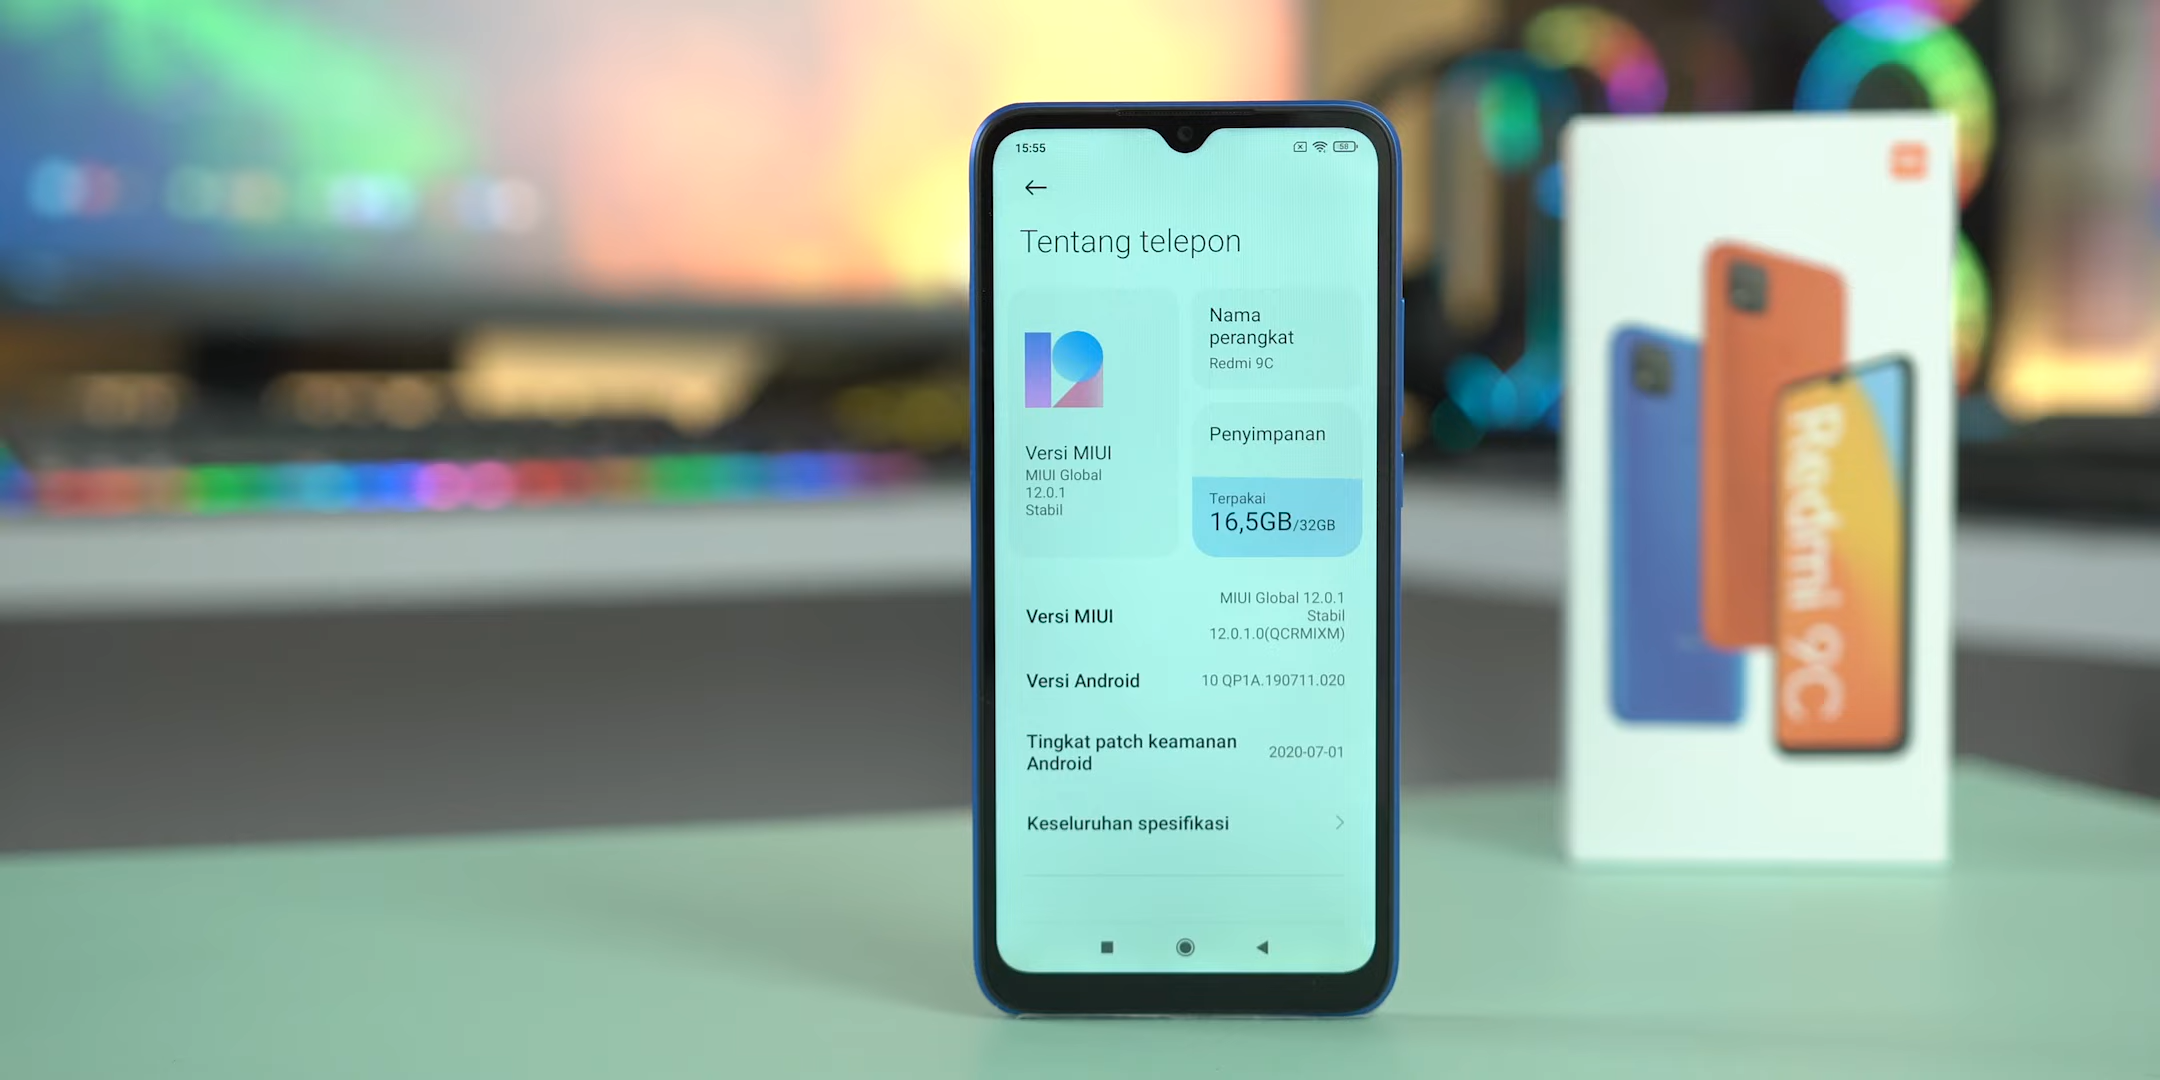 15:55
58
Tentang telepon
Nama
perangkat
Redmi 9C
Versi MIUI
MIUI Global
12.0.1
Stabil
Penyimpanan
Terpakai
16,5GB/32GB
Versi MIUI
MIUI Global 12.0.1
Stabil
12.0.1.0(QCRMIXM)
Versi Android
10 QP1A.190711.020
Tingkat patch keamanan
Android
2020-07-01
Keseluruhan spesifikasi
Redmi 9C